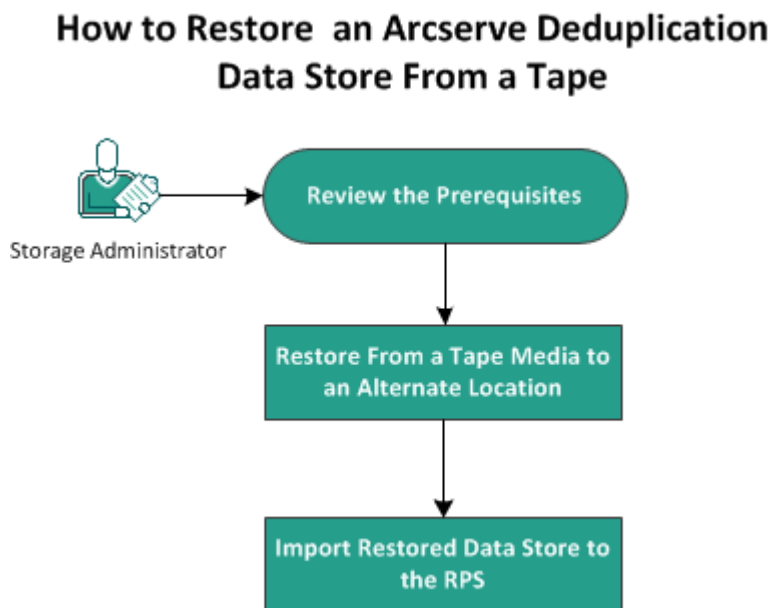 How to Restore an Arcserve Deduplication
Data Store From a Tape
Review the Prerequisites
Storage Administrator
Restore From a Tape Media to
an Alternate Location
Import Restored Data Store to
the RPS